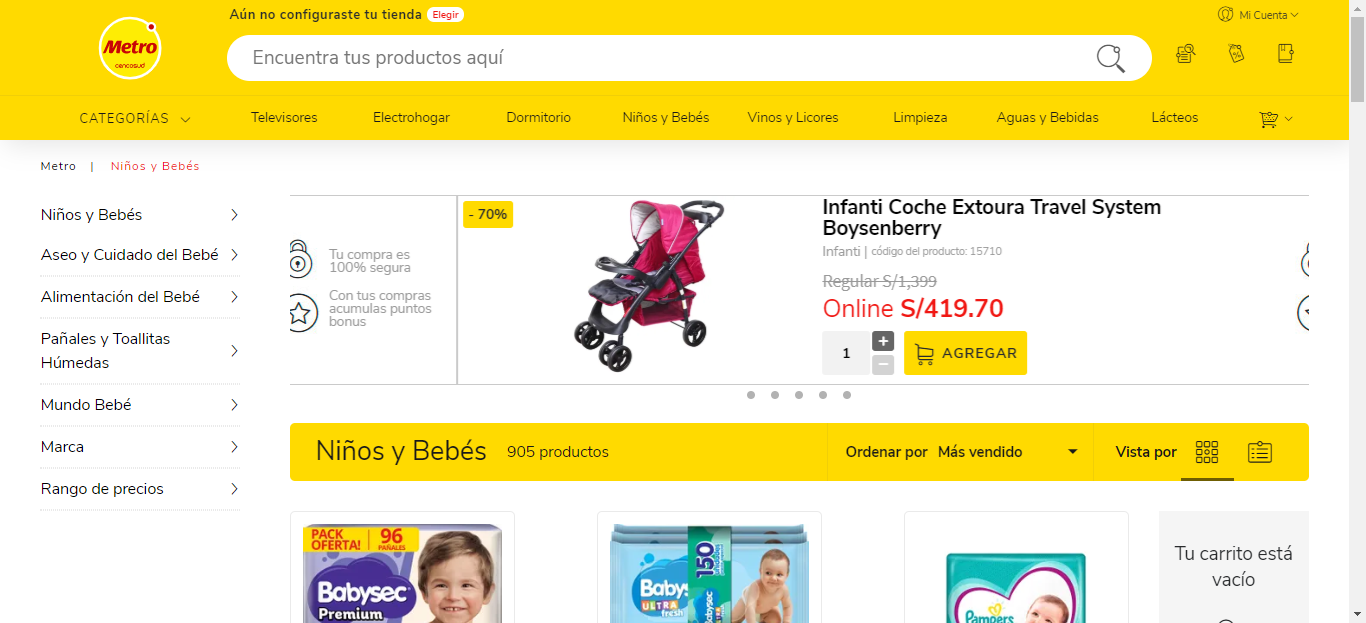 Aún no configuraste tu tienda Elegir
Mi Cuenta
Metro
cencosud
Encuentra tus productos aquí
CATEGORÍAS
Televisores
Electrohogar
Dormitorio
Niños y Bebés
Vinos y Licores
Limpieza
Aguas y Bebidas
Lácteos
Metro | Niños y Bebés
Niños y Bebés
Aseo y Cuidado del Bebé
Alimentación del Bebé
Pañales y Toallitas
Húmedas
Mundo Bebé
Marca
Rango de precios
Tu compra es
100% segura
Con tus compras
acumulas puntos
bonus
- 70%
Infanti Coche Extoura Travel System
Boysenberry
Infanti | código del producto: 15710
Regular S/1,399
Online S/419.70
1
+
−
AGREGAR
Niños y Bebés 905 productos
Ordenar por Más vendido
Vista por
PACK
OFERTA!
96
PAÑALES
Babysec
Premium
Babysec
ULTRA
fresh
150
Babysec
Pampers
Tu carrito está
vacío